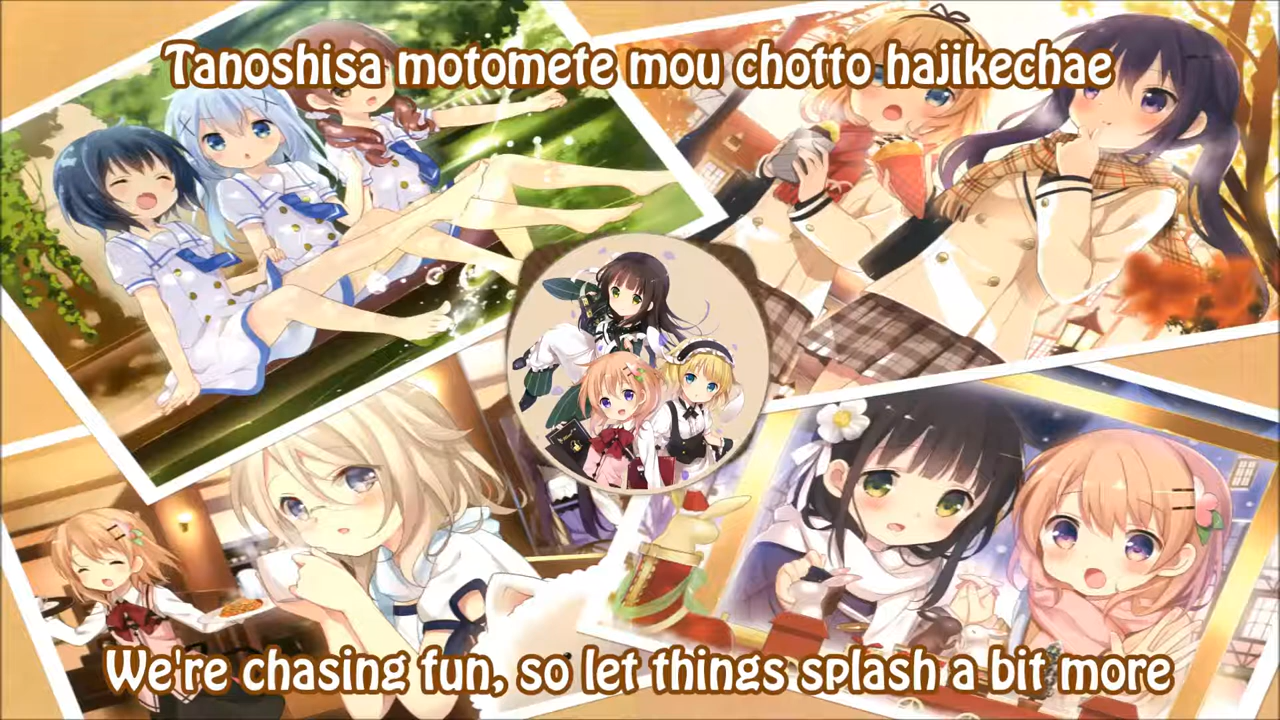 Tanoshisa motomete mou chotto hajikechae
We're chasing fun, so let things splash a bit more